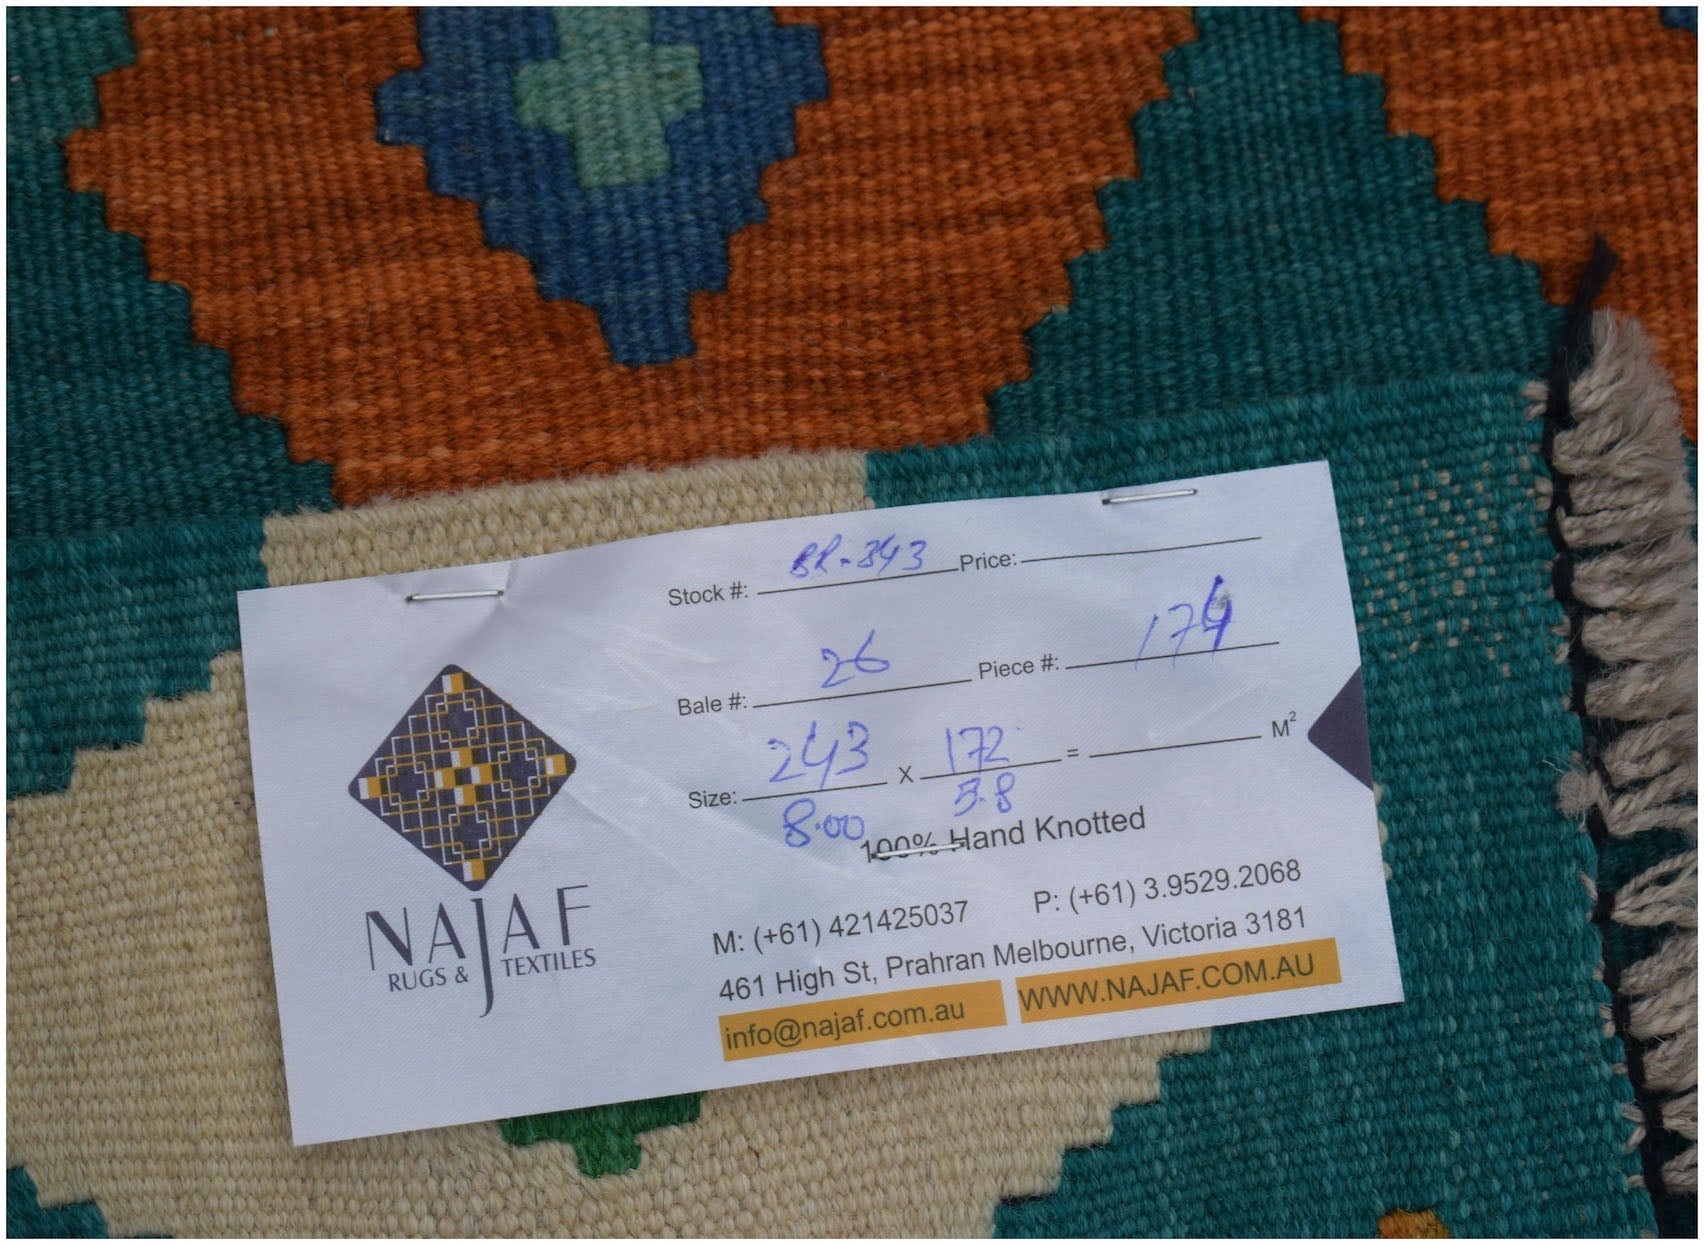 NAJAF
RUGS & TEXTILES
Stock #: BR-343 Price:
Bale #: 26 Piece #: 174
Size: 243 X 172 = M²
8.00 5.8
100% Hand Knotted
M: (+61) 421425037 P: (+61) 3.9529.2068
461 High St, Prahran Melbourne, Victoria 3181
info@najaf.com.au WWW.NAJAF.COM.AU